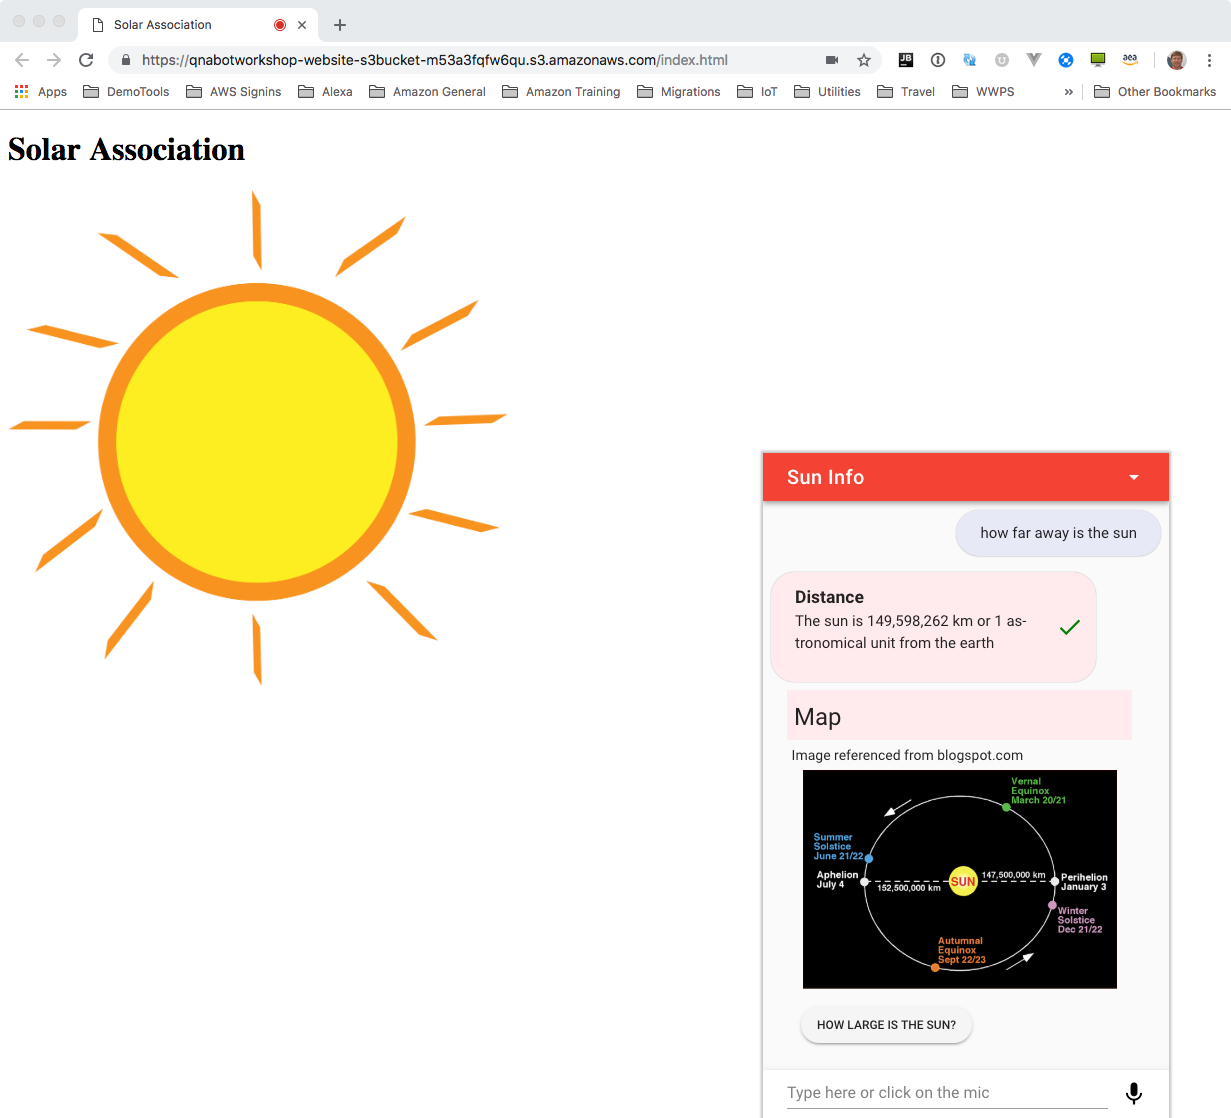 Solar Association
https://qnabotworkshop-website-s3bucket-m53a3fqfw6qu.s3.amazonaws.com/index.html
JB
aea
Apps
DemoTools
AWS Signins
Alexa
Amazon General
Amazon Training
Migrations
IoT
Utilities
Travel
WWPS
»
Other Bookmarks
Solar Association
Sun Info
how far away is the sun
Distance
The sun is 149,598,262 km or 1 as-
tronomical unit from the earth
Map
Image referenced from blogspot.com
Vernal
Equinox
March 20/21
Summer
Solstice
June 21/22
Aphelion
July 4
152,500,000 km
SUN
147,500,000 km
Perihelion
January 3
Winter
Solstice
Dec 21/22
Autumnal
Equinox
Sept 22/23
HOW LARGE IS THE SUN?
Type here or click on the mic